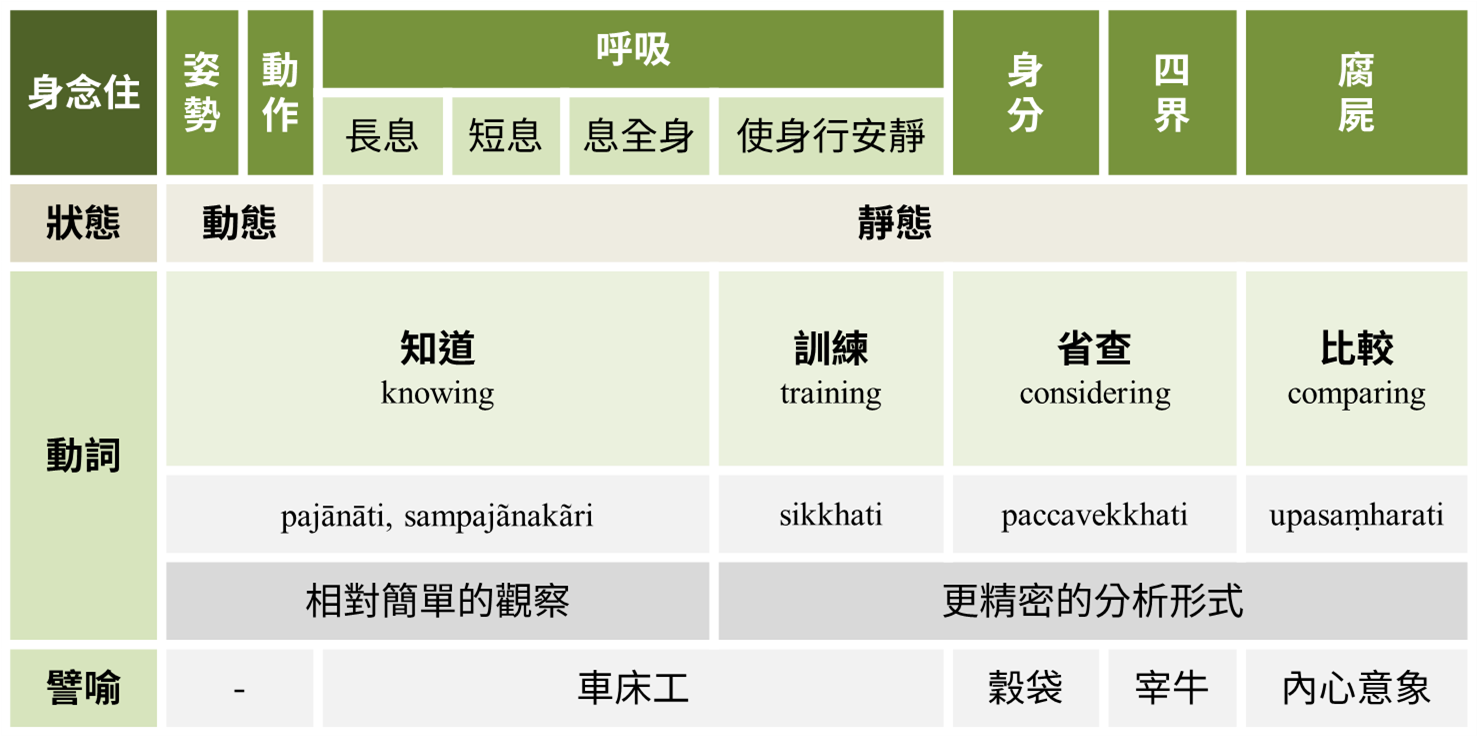 身念住
姿勢
動作
呼吸
長息
短息
息全身
使身行安靜
身分
四界
腐屍
狀態
動態
靜態
動詞
知道
knowing
訓練
training
省查
considering
比較
comparing
pajānāti, sampajãnakãri
sikkhati
paccavekkhati
upasaṃharati
相對簡單的觀察
更精密的分析形式
譬喻
-
車床工
穀袋
宰牛
內心意象